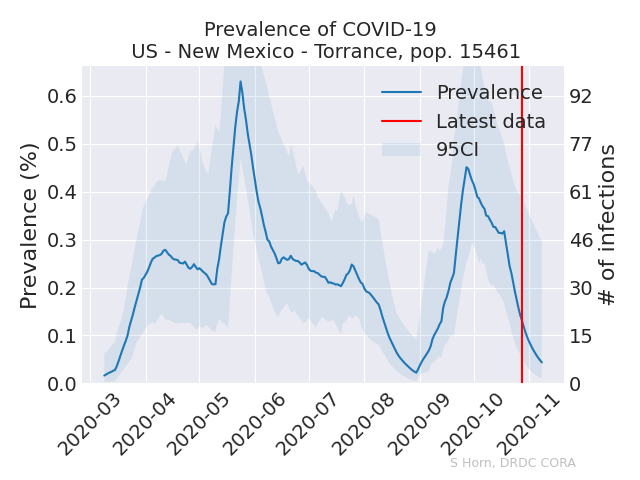 Prevalence of COVID-19
US - New Mexico - Torrance, pop. 15461
Prevalence
Latest data
95CI
Prevalence (%)
0.6
0.5
0.4
0.3
0.2
0.1
0.0
92
77
61
46
30
15
0
# of infections
2020-03
2020-04
2020-05
2020-06
2020-07
2020-08
2020-09
2020-10
2020-11
S Horn, DRDC CORA